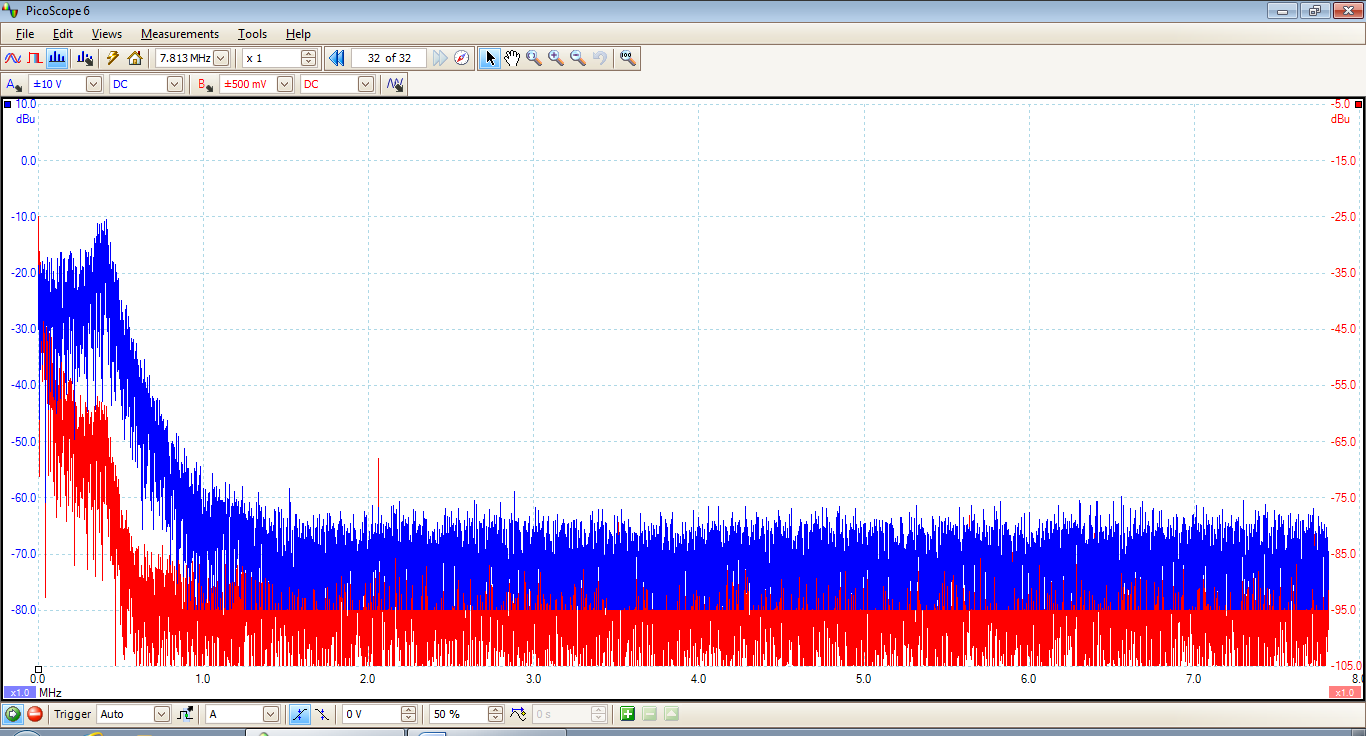 PicoScope 6
File Edit Views Measurements Tools Help
7.813 MHz x 1 32 of 32
A ±10 V DC B ±500 mV DC
10.0 -5.0
dBu dBu
0.0 -15.0
-10.0 -25.0
-20.0 -35.0
-30.0 -45.0
-40.0 -55.0
-50.0 -65.0
-60.0 -75.0
-70.0 -85.0
-80.0 -95.0
-105.0
0.0 1.0 2.0 3.0 4.0 5.0 6.0 7.0 8.0
x1.0 MHz x1.0
Trigger Auto A 0 V 50 % 0 s